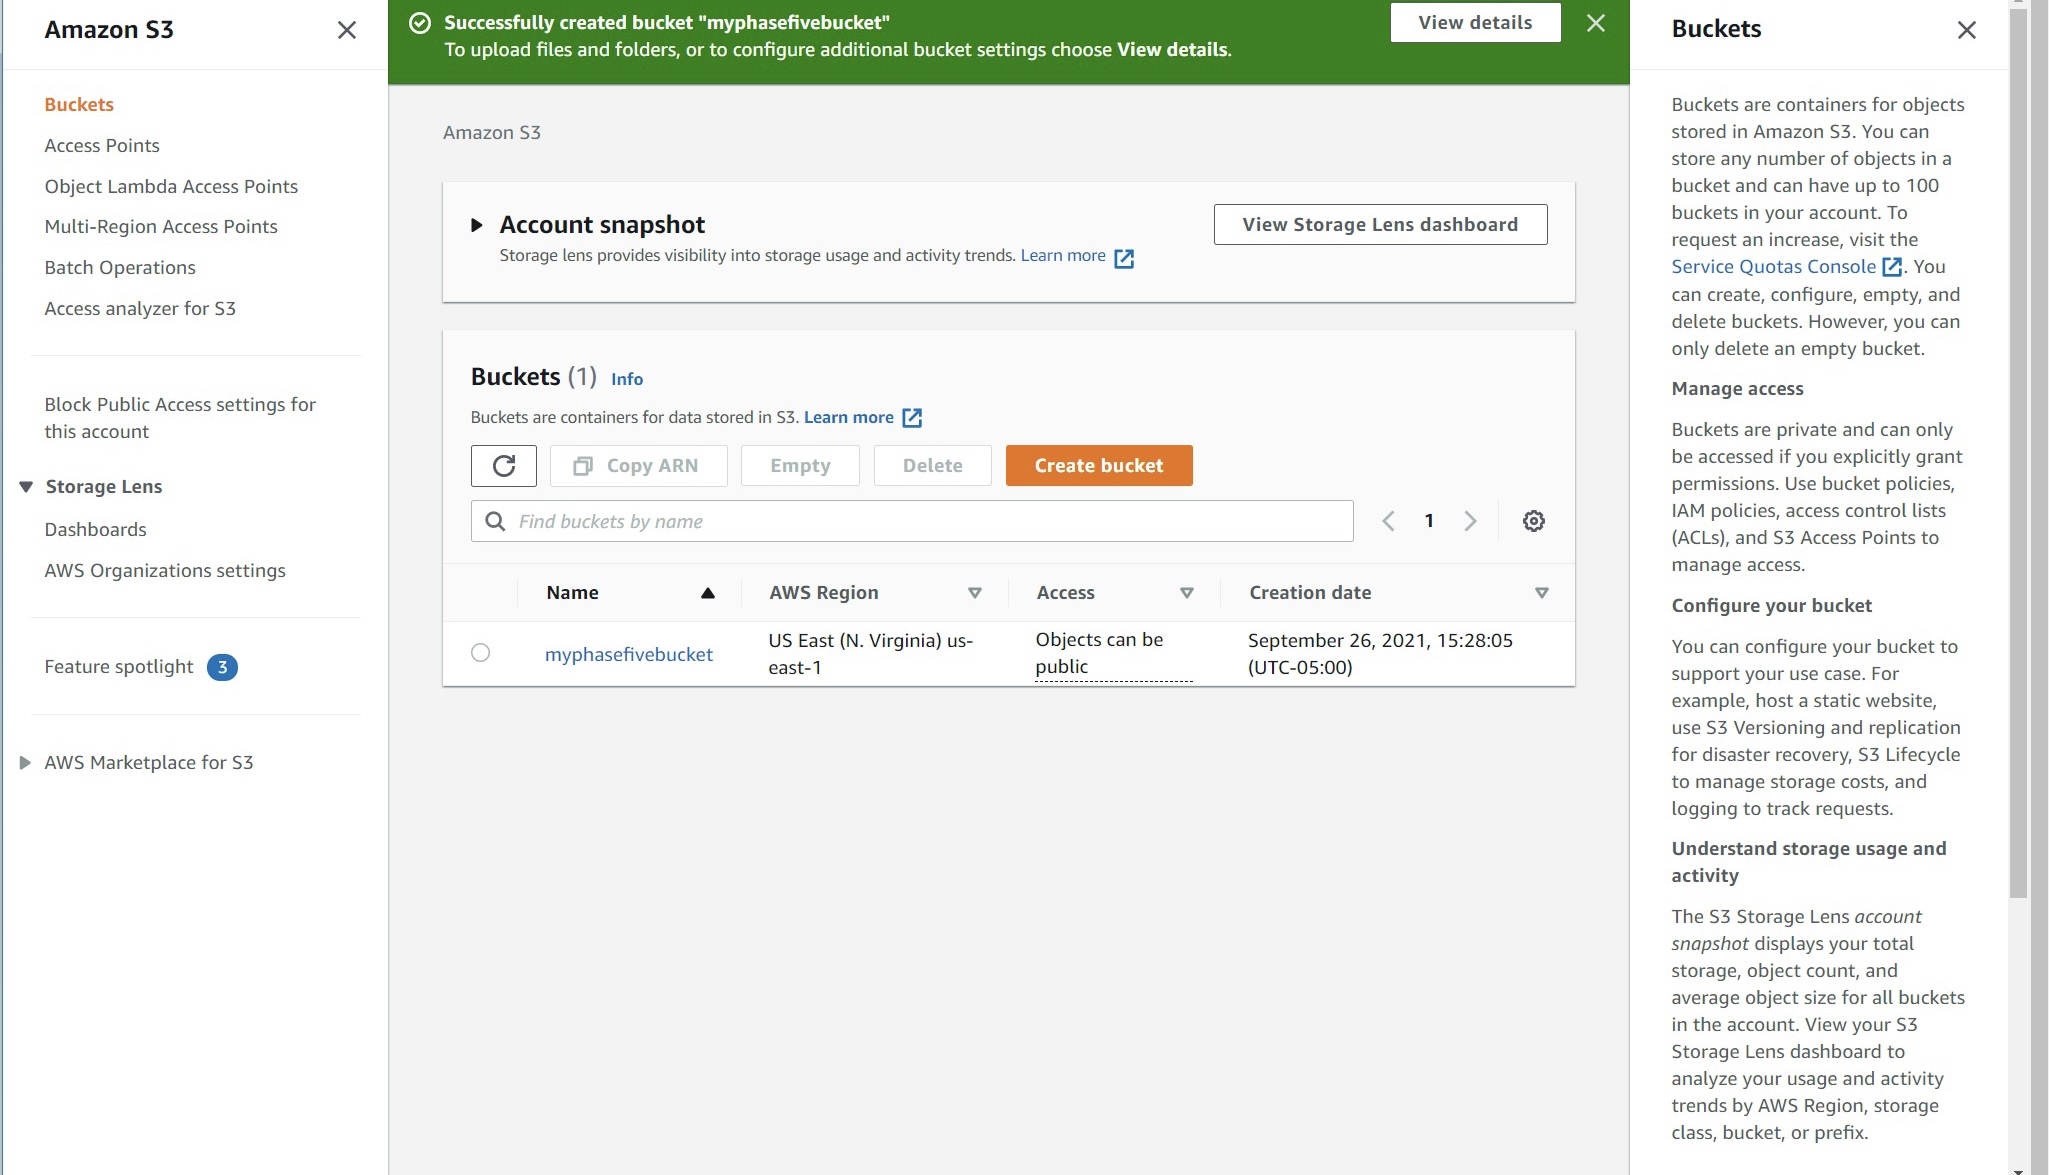 Amazon S3
Buckets
Access Points
Object Lambda Access Points
Multi-Region Access Points
Batch Operations
Access analyzer for S3
Block Public Access settings for
this account
Storage Lens
Dashboards
AWS Organizations settings
Feature spotlight 3
AWS Marketplace for S3
Successfully created bucket "myphasefivebucket"
To upload files and folders, or to configure additional bucket settings choose View details.
View details
Amazon S3
Account snapshot
Storage lens provides visibility into storage usage and activity trends. Learn more
View Storage Lens dashboard
Buckets (1) Info
Buckets are containers for data stored in S3. Learn more
Copy ARN Empty Delete Create bucket
Find buckets by name
1
Name AWS Region Access Creation date
myphasefivebucket
US East (N. Virginia) us-
east-1
Objects can be
public
September 26, 2021, 15:28:05
(UTC-05:00)
Buckets
Buckets are containers for objects
stored in Amazon S3. You can
store any number of objects in a
bucket and can have up to 100
buckets in your account. To
request an increase, visit the
Service Quotas Console . You
can create, configure, empty, and
delete buckets. However, you can
only delete an empty bucket.
Manage access
Buckets are private and can only
be accessed if you explicitly grant
permissions. Use bucket policies,
IAM policies, access control lists
(ACLs), and S3 Access Points to
manage access.
Configure your bucket
You can configure your bucket to
support your use case. For
example, host a static website,
use S3 Versioning and replication
for disaster recovery, S3 Lifecycle
to manage storage costs, and
logging to track requests.
Understand storage usage and
activity
The S3 Storage Lens account
snapshot displays your total
storage, object count, and
average object size for all buckets
in the account. View your S3
Storage Lens dashboard to
analyze your usage and activity
trends by AWS Region, storage
class, bucket, or prefix.